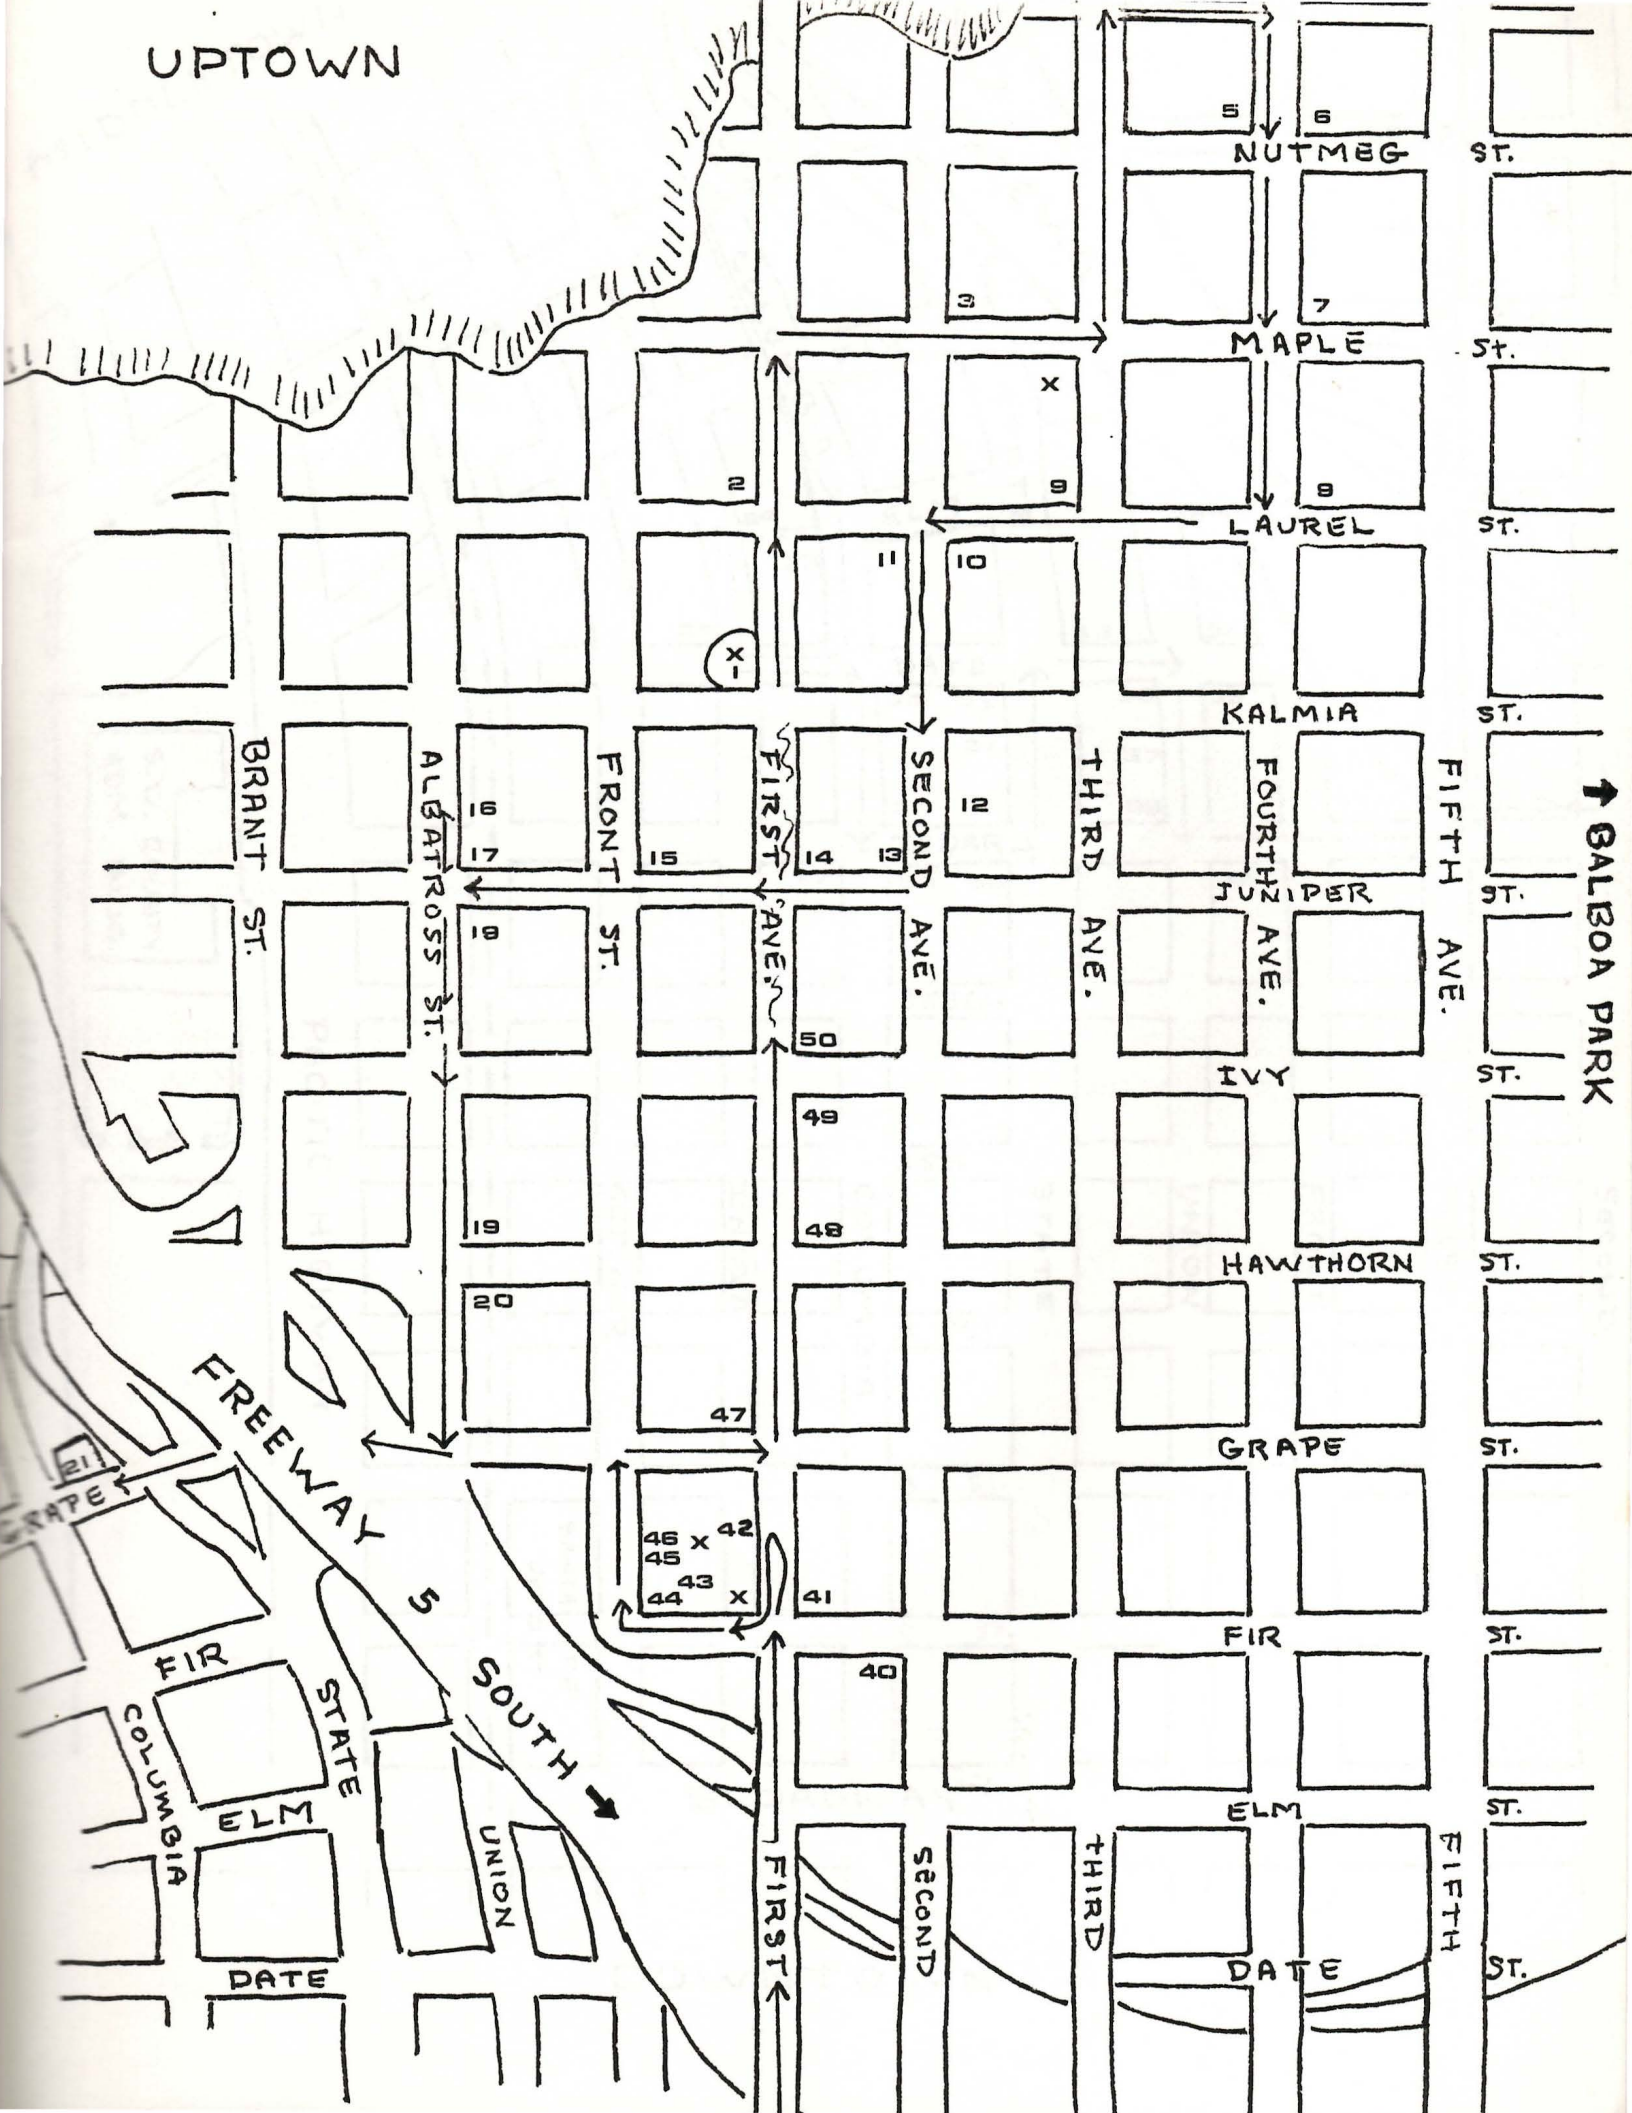 UPTOWN
5
6
NUTMEG ST.
3
7
MAPLE St.
X
2
9
8
LAUREL ST.
11
10
X
1
KALMIA ST.
BRANT ST.
ALBATROSS ST.
FRONT ST.
FIRST AVE.
SECOND AVE.
THIRD AVE.
FOURTH AVE.
FIFTH AVE.
BALBOA PARK
16
12
17
15
14
13
JUNIPER ST.
18
50
IVY ST.
49
19
48
HAWTHORN ST.
20
47
FREEWAY 5 SOUTH
GRAPE ST.
21
GRAPE
46 X 42
45
43
44 X
41
FIR ST.
FIR
40
STATE
COLUMBIA
ELM
ELM ST.
UNION
FIRST
SECOND
THIRD
FIFTH
DATE
DATE ST.